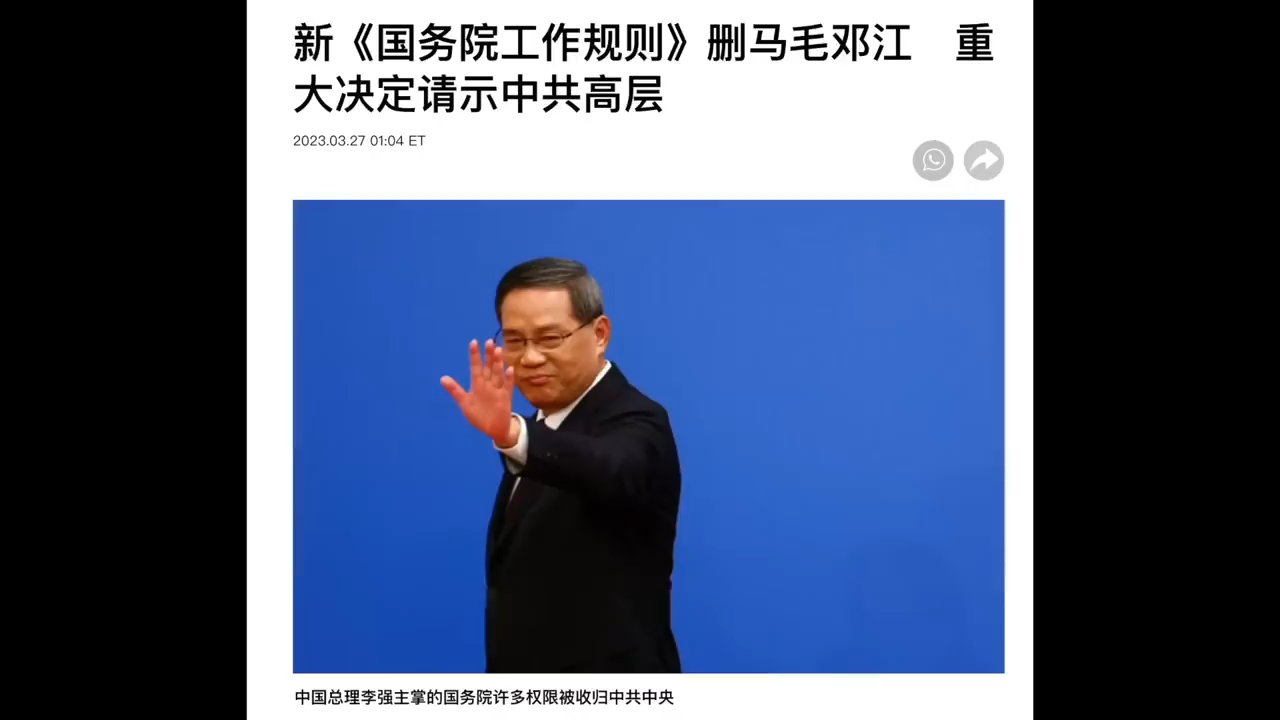 新《国务院工作规则》删马毛邓江　重
大决定请示中共高层
2023.03.27 01:04 ET
中国总理李强主掌的国务院许多权限被收归中共中央